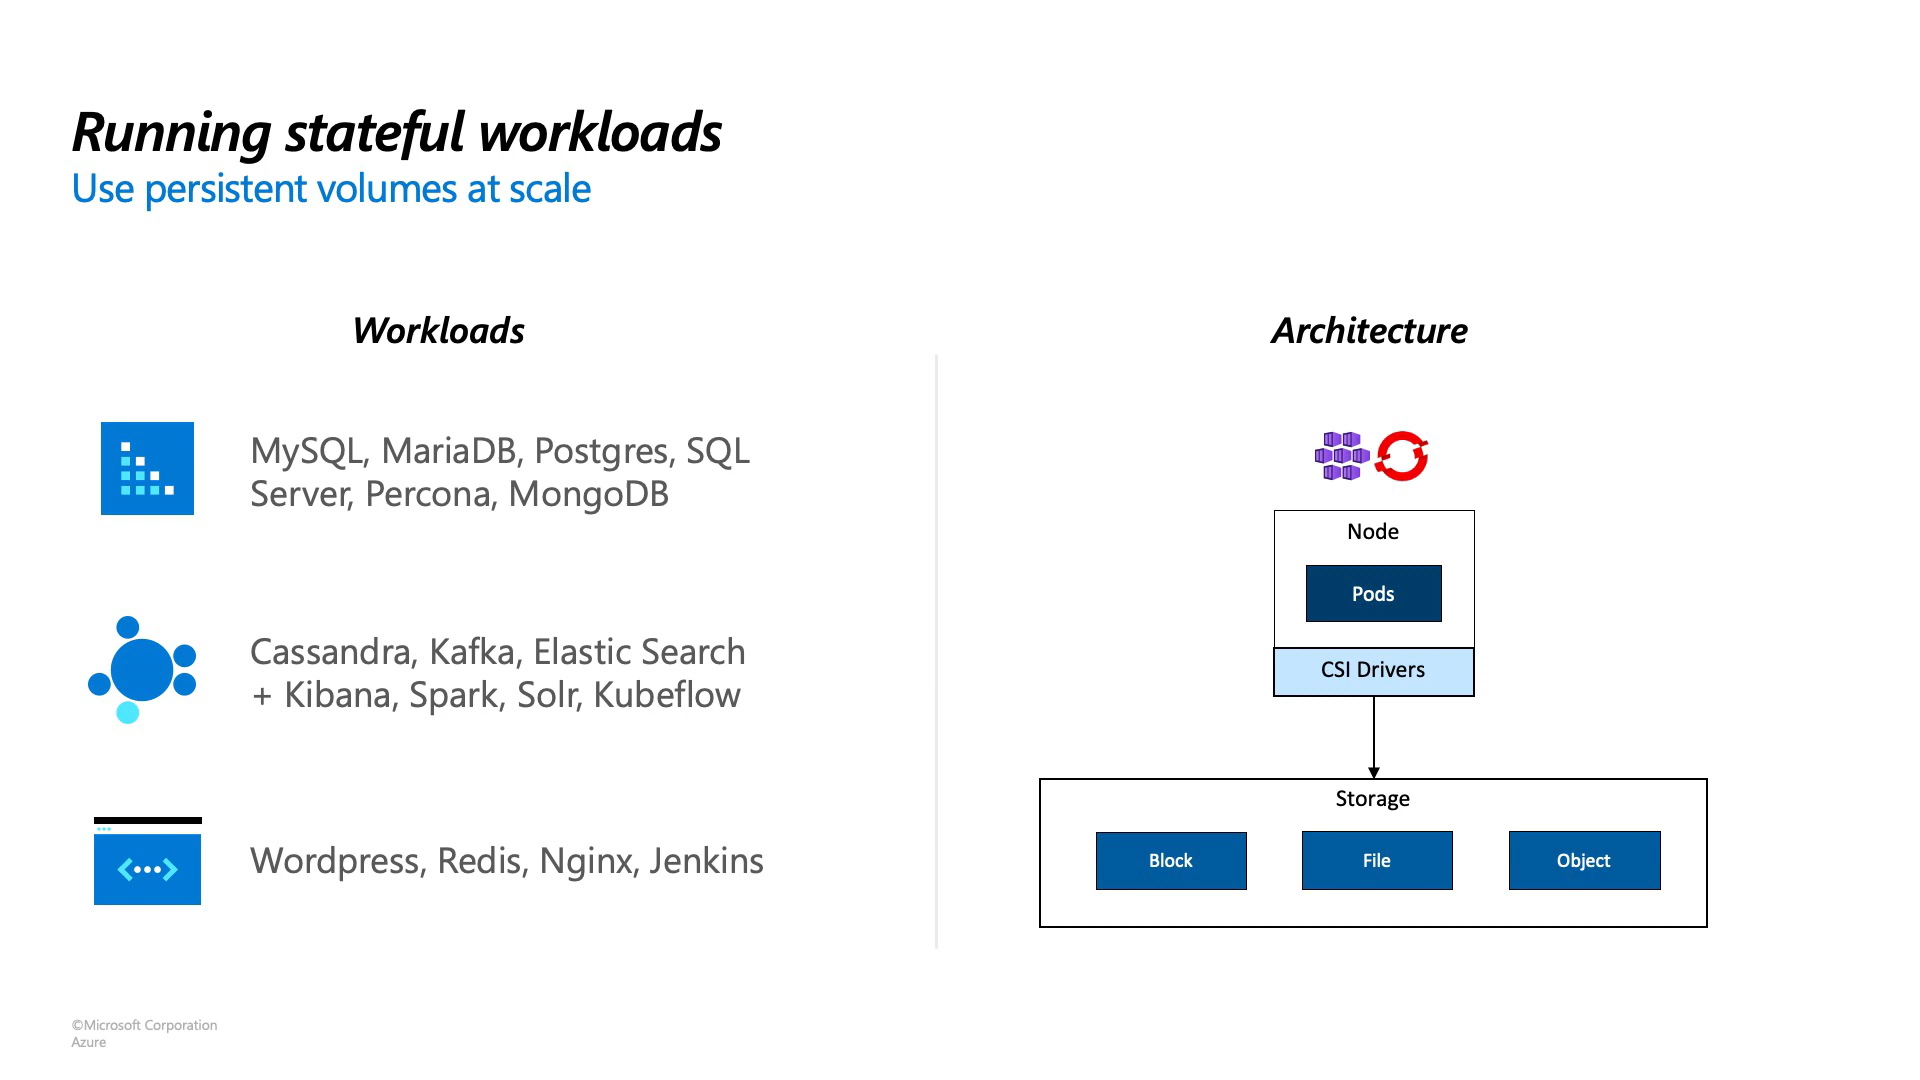 Running stateful workloads
Use persistent volumes at scale
Workloads
MySQL, MariaDB, Postgres, SQL
Server, Percona, MongoDB
Cassandra, Kafka, Elastic Search
+ Kibana, Spark, Solr, Kubeflow
Wordpress, Redis, Nginx, Jenkins
Architecture
Node
Pods
CSI Drivers
Storage
Block
File
Object
©Microsoft Corporation
Azure